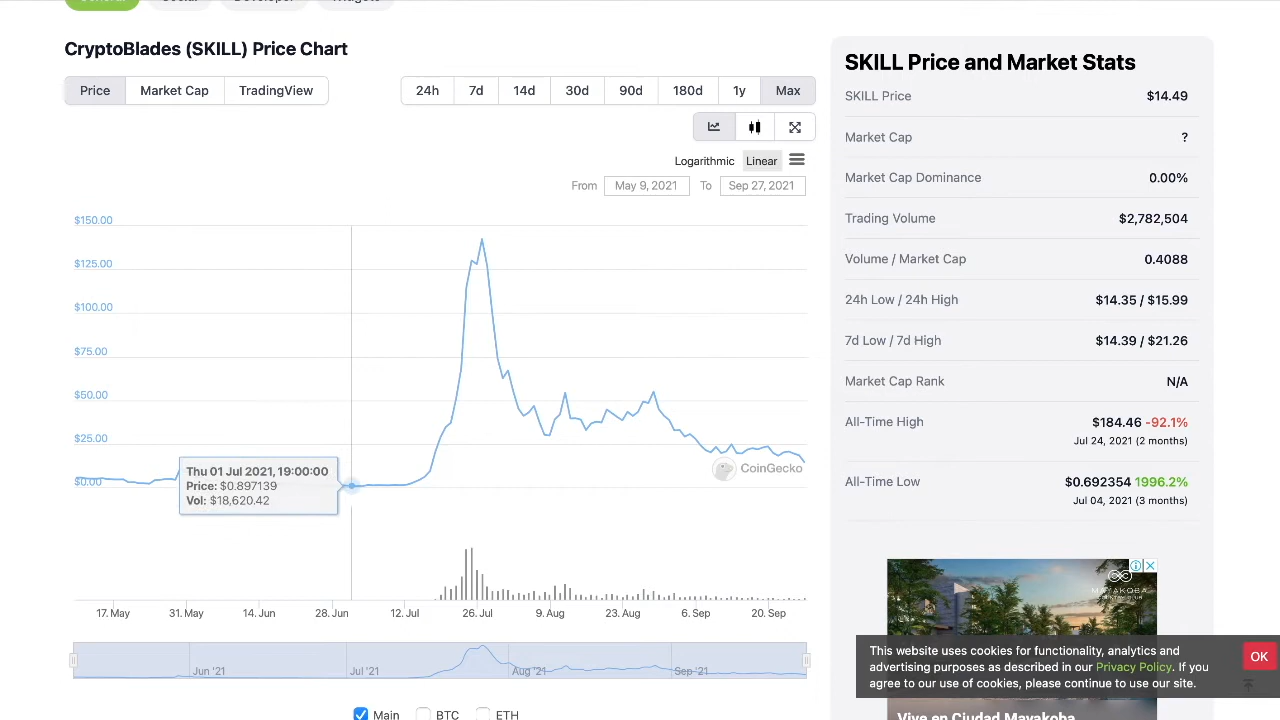 General Social Developer Widgets
CryptoBlades (SKILL) Price Chart
Price Market Cap TradingView
24h 7d 14d 30d 90d 180d 1y Max
Logarithmic Linear
From May 9, 2021 To Sep 27, 2021
$150.00
$125.00
$100.00
$75.00
$50.00
$25.00
$0.00
Thu 01 Jul 2021, 19:00:00
Price: $0.897139
Vol: $18,620.42
CoinGecko
17. May 31. May 14. Jun 28. Jun 12. Jul 26. Jul 9. Aug 23. Aug 6. Sep 20. Sep
Jun '21 Jul '21 Aug '21 Sep '21
Main BTC ETH
SKILL Price and Market Stats
SKILL Price $14.49
Market Cap ?
Market Cap Dominance 0.00%
Trading Volume $2,782,504
Volume / Market Cap 0.4088
24h Low / 24h High $14.35 / $15.99
7d Low / 7d High $14.39 / $21.26
Market Cap Rank N/A
All-Time High $184.46 -92.1%
Jul 24, 2021 (2 months)
All-Time Low $0.692354 1996.2%
Jul 04, 2021 (3 months)
MAYAKOBA
This website uses cookies for functionality, analytics and
advertising purposes as described in our Privacy Policy. If you
agree to our use of cookies, please continue to use our site.
OK
Vive en Ciudad Mayakoba